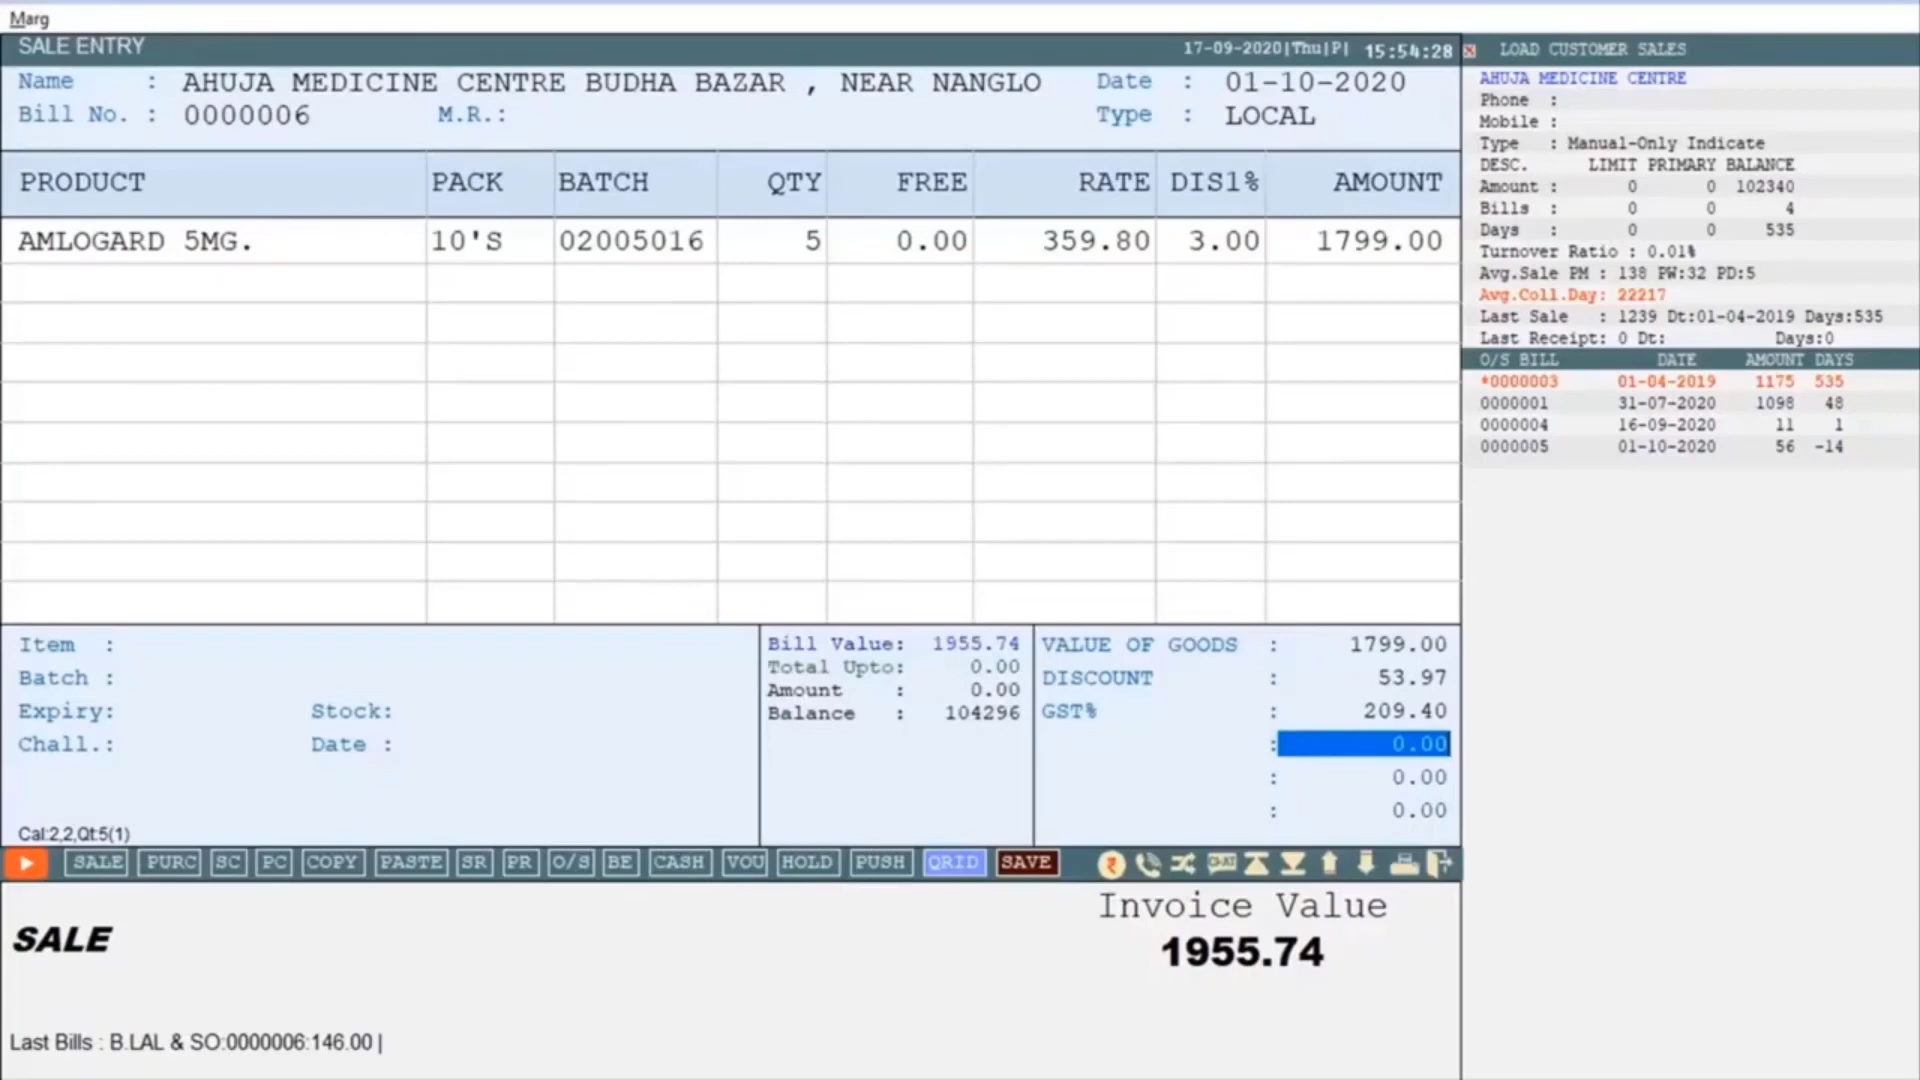 Marg
SALE ENTRY 17-09-2020|Thu|P| 15:54:28
Name : AHUJA MEDICINE CENTRE BUDHA BAZAR , NEAR NANGLO Date : 01-10-2020
Bill No. : 0000006 M.R.: Type : LOCAL
PRODUCT PACK BATCH QTY FREE RATE DIS1% AMOUNT
AMLOGARD 5MG. 10'S 02005016 5 0.00 359.80 3.00 1799.00
Item :
Batch :
Expiry: Stock:
Chall.: Date :
Cal:2,2,Qt:5(1)
Bill Value: 1955.74
Total Upto: 0.00
Amount : 0.00
Balance : 104296
VALUE OF GOODS : 1799.00
DISCOUNT : 53.97
GST% : 209.40
: 0.00
: 0.00
: 0.00
SALE PURC SC PC COPY PASTE SR PR O/S BE CASH VOU HOLD PUSH QRID SAVE CHAT
SALE
Invoice Value
1955.74
Last Bills : B.LAL & SO:0000006:146.00 |
LOAD CUSTOMER SALES
AHUJA MEDICINE CENTRE
Phone :
Mobile :
Type : Manual-Only Indicate
DESC. LIMIT PRIMARY BALANCE
Amount : 0 0 102340
Bills : 0 0 4
Days : 0 0 535
Turnover Ratio : 0.01%
Avg.Sale PM : 138 PW:32 PD:5
Avg.Coll.Day: 22217
Last Sale : 1239 Dt:01-04-2019 Days:535
Last Receipt: 0 Dt: Days:0
O/S BILL DATE AMOUNT DAYS
*0000003 01-04-2019 1175 535
0000001 31-07-2020 1098 48
0000004 16-09-2020 11 1
0000005 01-10-2020 56 -14